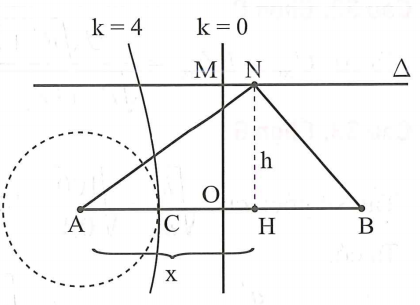 k = 4 k = 0
M N Δ
h
O
A C H B
x